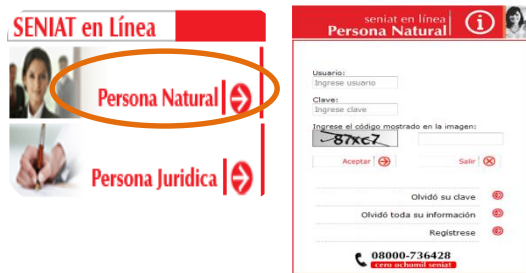 SENIAT en Línea
Persona Natural
Persona Juridica
seniat en línea
Persona Natural
i
Usuario:
Ingrese usuario
Clave:
Ingrese clave
Ingrese el código mostrado en la imagen:
87xc7
Aceptar
Salir
Olvidó su clave
Olvidó toda su información
Regístrese
08000-736428
cero ochomil seniat